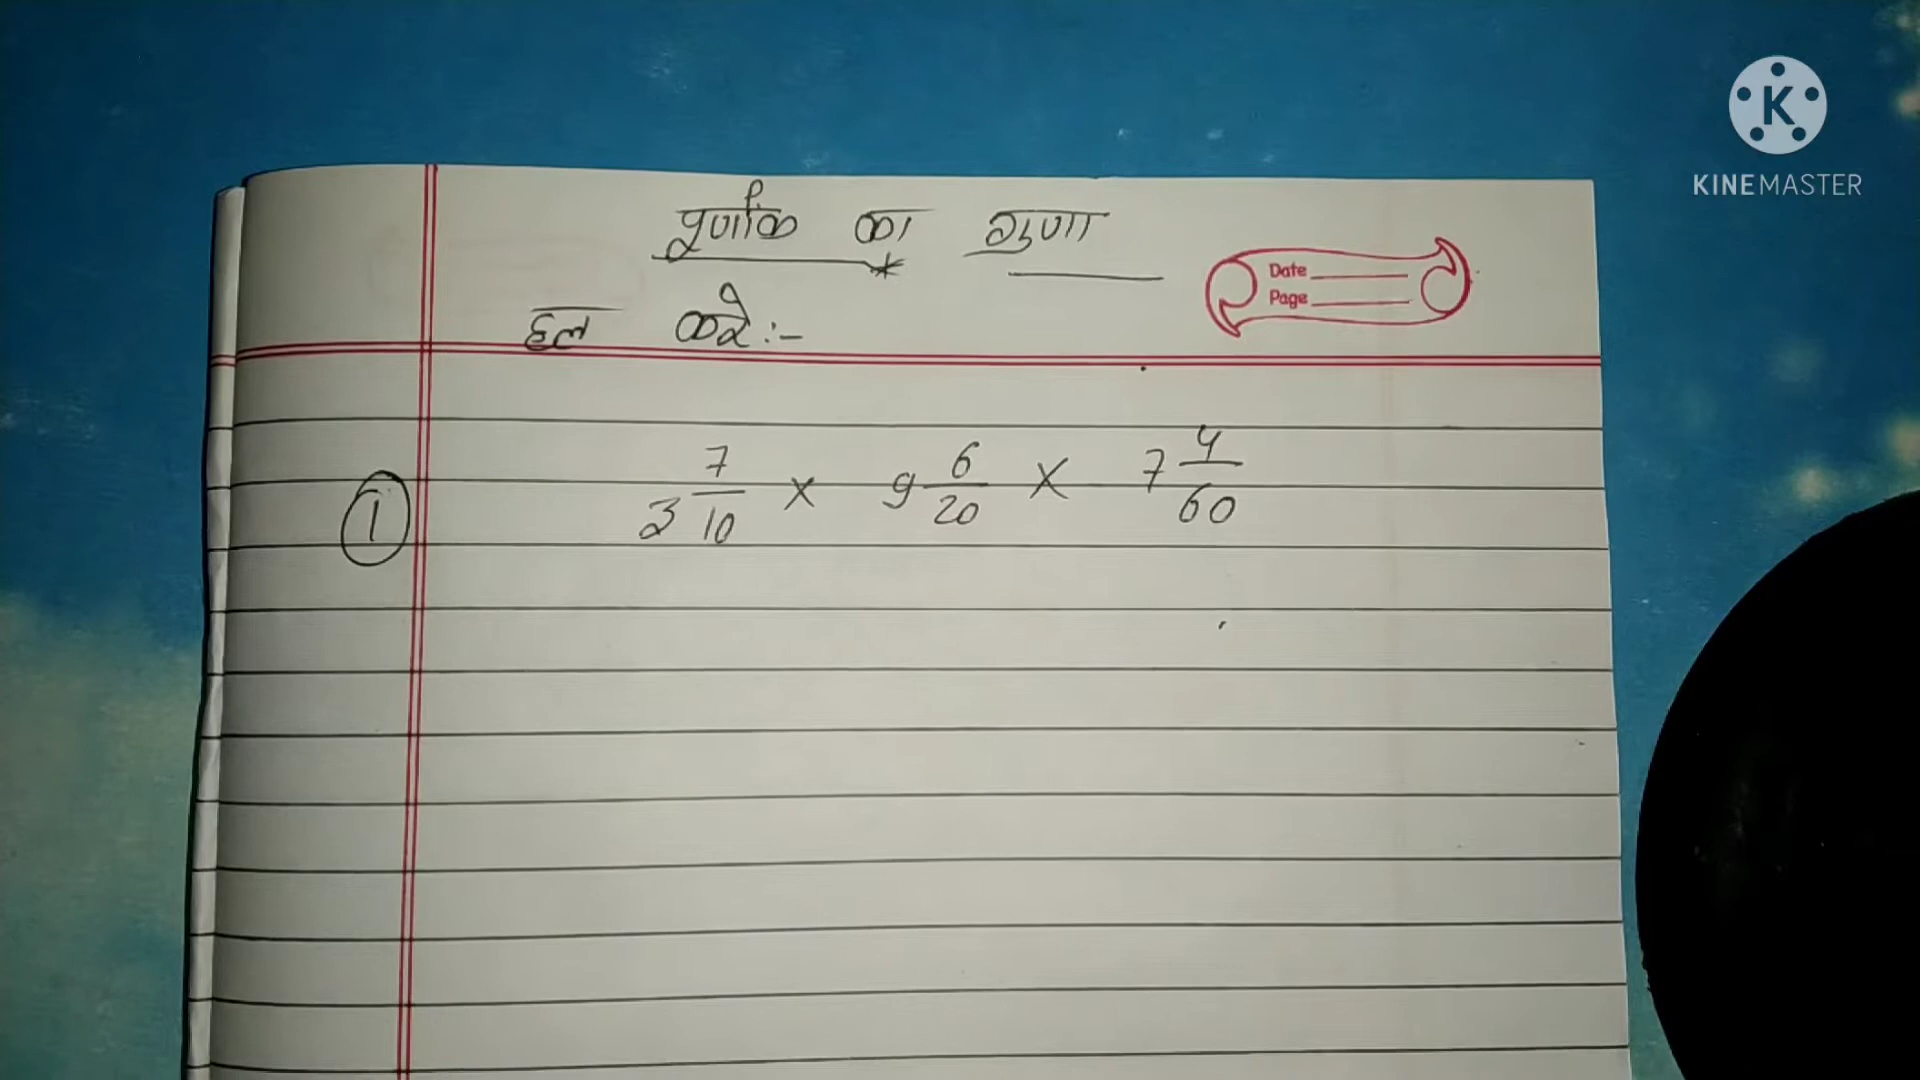 KINEMASTER
पूर्णांक का गुणा
Date
Page
हल करे :-
1 3 7/10 × 9 6/20 × 7 4/60